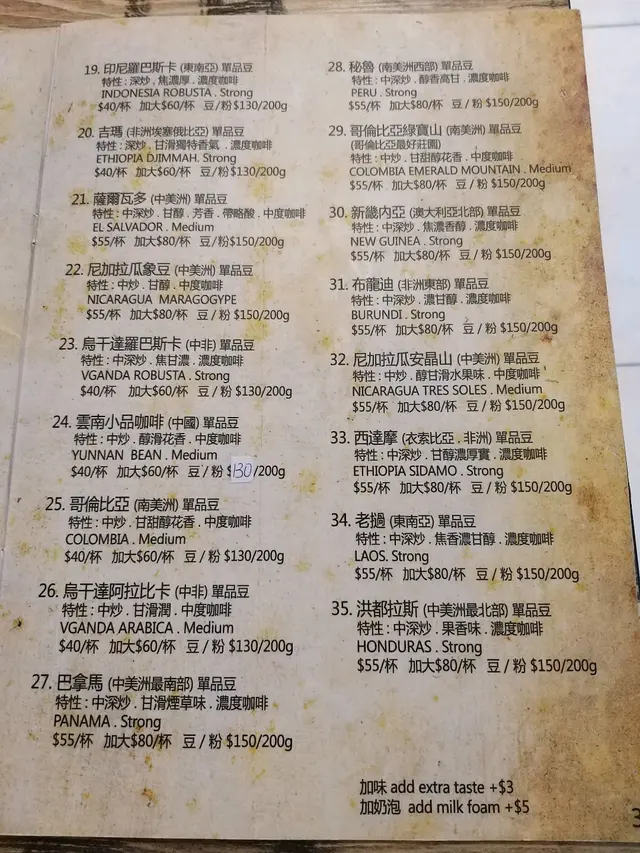 19. 印尼羅巴斯卡 (東南亞) 單品豆
特性 : 深炒 . 焦濃厚 . 濃度咖啡
INDONESIA ROBUSTA . Strong
$40/杯 加大$60/杯 豆 / 粉 $130/200g
20. 吉瑪 (非洲埃塞俄比亞) 單品豆
特性 : 深炒 . 甘滑獨特香氣 . 濃度咖啡
ETHIOPIA DJIMMAH. Strong
$40/杯 加大$60/杯 豆 / 粉 $130/200g
21. 薩爾瓦多 (中美洲) 單品豆
特性 : 中深炒 . 甘醇 . 芳香 . 帶略酸 . 中度咖啡
EL SALVADOR . Medium
$55/杯 加大$80/杯 豆 / 粉$150/200g
22. 尼加拉瓜象豆 (中美洲) 單品豆
特性 : 中炒 . 甘醇 . 中度咖啡
NICARAGUA MARAGOGYPE
$55/杯 加大$80/杯 豆 / 粉 $150/200g
23. 烏干達羅巴斯卡 (中非) 單品豆
特性 : 中深炒 . 焦甘濃 . 濃度咖啡
VGANDA ROBUSTA . Strong
$40/杯 加大$60/杯 豆 / 粉 $130/200g
24. 雲南小品咖啡 (中國) 單品豆
特性 : 中炒 . 醇滑花香 . 中度咖啡
YUNNAN BEAN . Medium
$40/杯 加大$60/杯 豆 / 粉 $130/200g
25. 哥倫比亞 (南美洲) 單品豆
特性 : 中炒 . 甘甜醇花香 . 中度咖啡
COLOMBIA . Medium
$40/杯 加大$60/杯 豆 / 粉 $130/200g
26. 烏干達阿拉比卡 (中非) 單品豆
特性 : 中炒 . 甘滑潤 . 中度咖啡
VGANDA ARABICA . Medium
$40/杯 加大$60/杯 豆 / 粉 $130/200g
27. 巴拿馬 (中美洲最南部) 單品豆
特性 : 中深炒 . 甘滑煙草味 . 濃度咖啡
PANAMA . Strong
$55/杯 加大$80/杯 豆 / 粉 $150/200g
28. 秘魯 (南美洲西部) 單品豆
特性 : 中深炒 . 醇香高甘 . 濃度咖啡
PERU . Strong
$55/杯 加大$80/杯 豆 / 粉 $150/200g
29. 哥倫比亞綠寶山 (南美洲) 單品豆
(哥倫比亞最好莊園)
特性 : 中炒 . 甘甜醇花香 . 中度咖啡
COLOMBIA EMERALD MOUNTAIN . Medium
$55/杯 加大$80/杯 豆 / 粉 $150/200g
30. 新畿內亞 (澳大利亞北部) 單品豆
特性 : 中深炒 . 焦濃香醇 . 濃度咖啡
NEW GUINEA . Strong
$55/杯 加大$80/杯 豆 / 粉 $150/200g
31. 布龍迪 (非洲東部) 單品豆
特性 : 中深炒 . 濃甘醇 . 濃度咖啡
BURUNDI . Strong
$55/杯 加大$80/杯 豆 / 粉 $150/200g
32. 尼加拉瓜安晶山 (中美洲) 單品豆
特性 : 中炒 . 醇甘滑水果味 . 中度咖啡
NICARAGUA TRES SOLES . Medium
$55/杯 加大$80/杯 豆 / 粉 $150/200g
33. 西達摩 (衣索比亞 . 非洲) 單品豆
特性 : 中深炒 . 甘醇濃厚實 . 濃度咖啡
ETHIOPIA SIDAMO . Strong
$55/杯 加大$80/杯 豆 / 粉 $150/200g
34. 老撾 (東南亞) 單品豆
特性 : 中深炒 . 焦香濃甘醇 . 濃度咖啡
LAOS. Strong
$55/杯 加大$80/杯 豆 / 粉 $150/200g
35. 洪都拉斯 (中美洲最北部) 單品豆
特性 : 中深炒 . 果香味 . 濃度咖啡
HONDURAS . Strong
$55/杯 加大$80/杯 豆 / 粉 $150/200g
加味 add extra taste +$3
加奶泡 add milk foam +$5
3